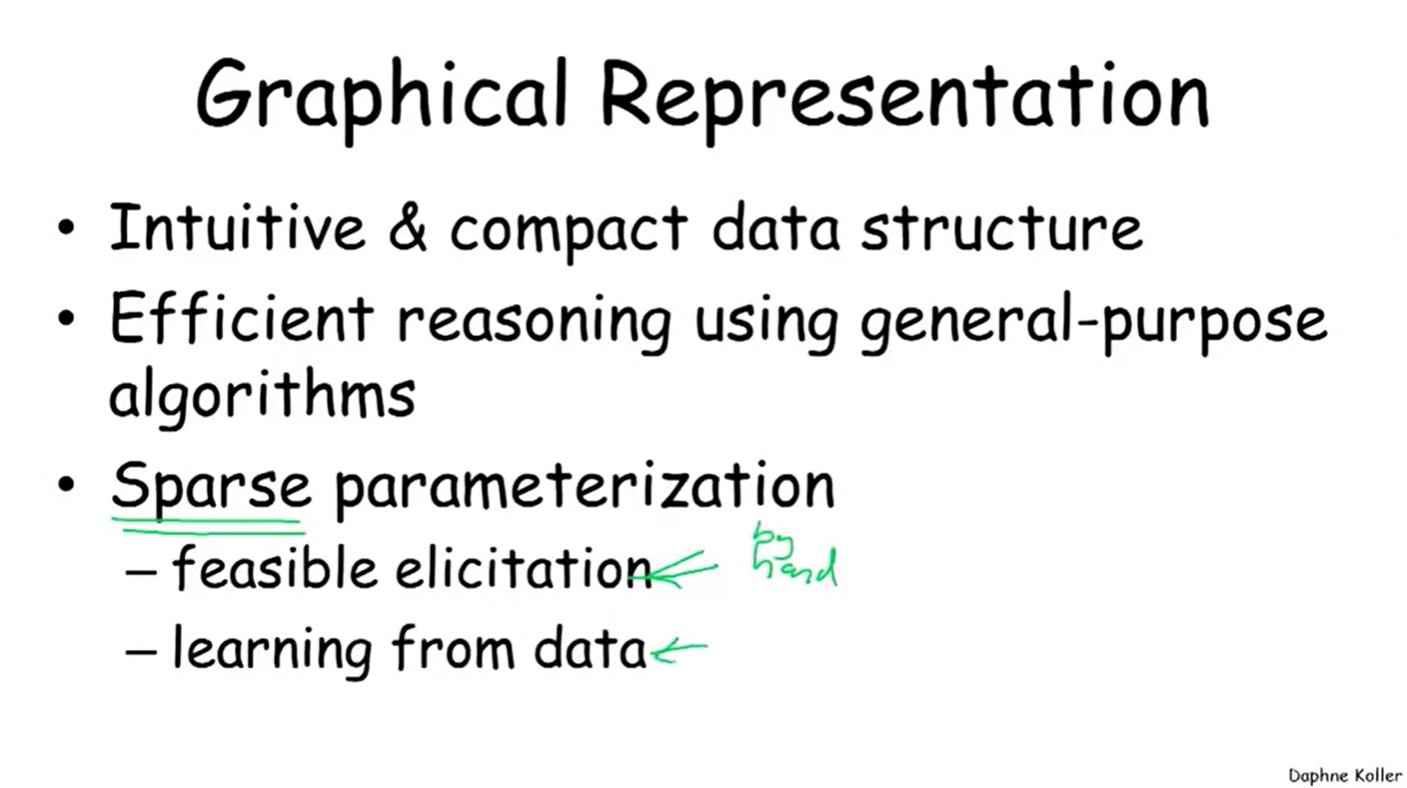 Graphical Representation
• Intuitive & compact data structure
• Efficient reasoning using general-purpose
algorithms
• Sparse parameterization
– feasible elicitation by hand
– learning from data
Daphne Koller